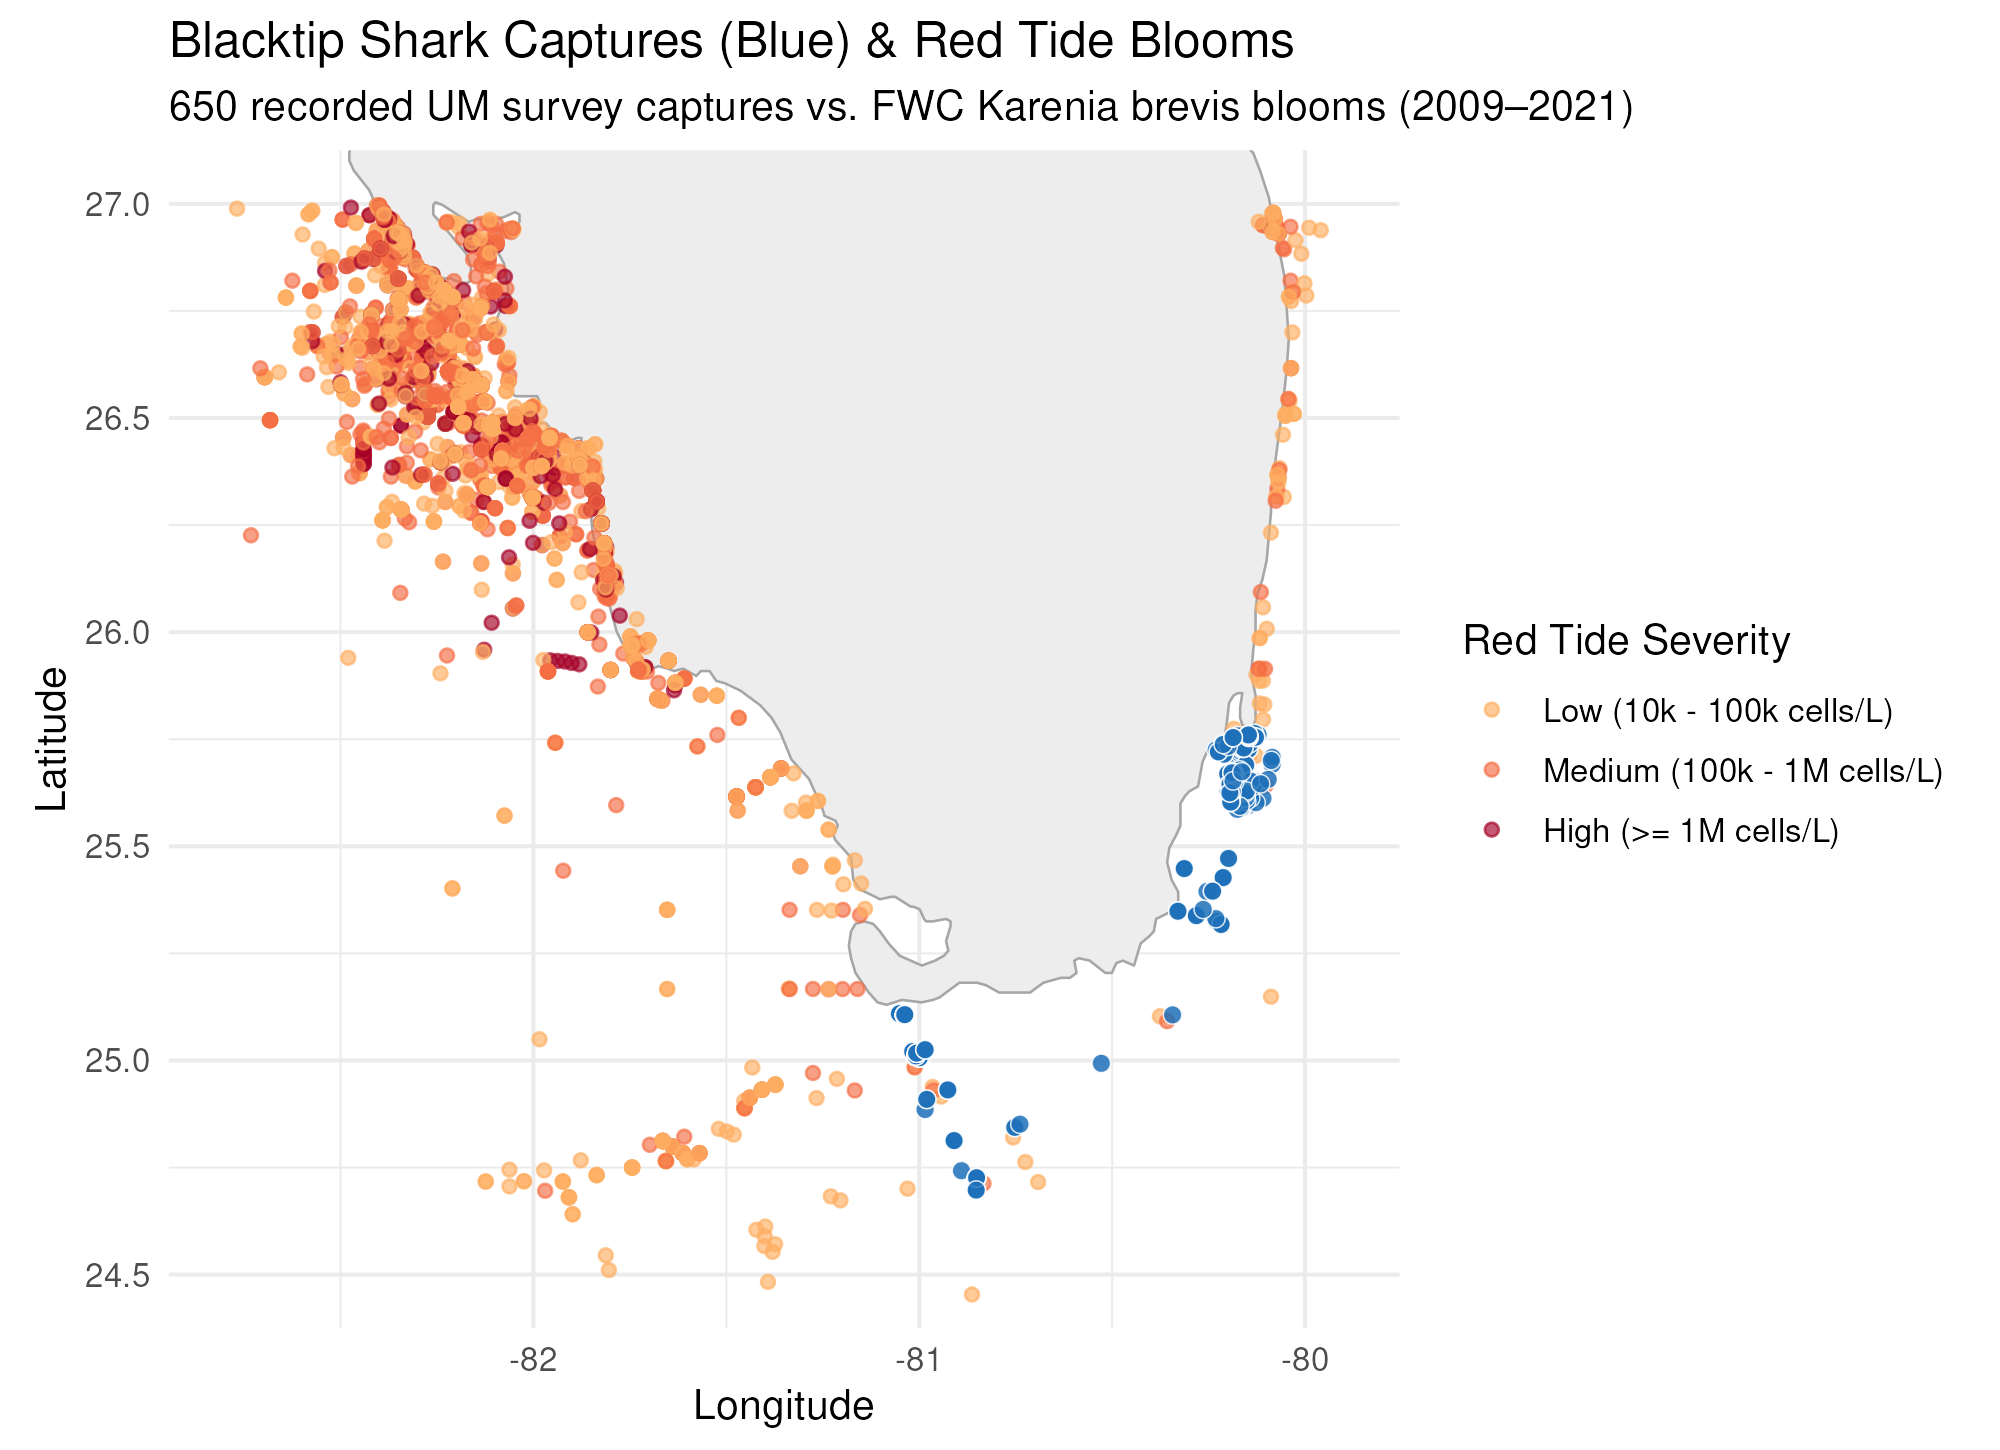 Blacktip Shark Captures (Blue) & Red Tide Blooms
650 recorded UM survey captures vs. FWC Karenia brevis blooms (2009–2021)
27.0
26.5
26.0
25.5
25.0
24.5
Latitude
-82
-81
-80
Longitude
Red Tide Severity
Low (10k - 100k cells/L)
Medium (100k - 1M cells/L)
High (>= 1M cells/L)